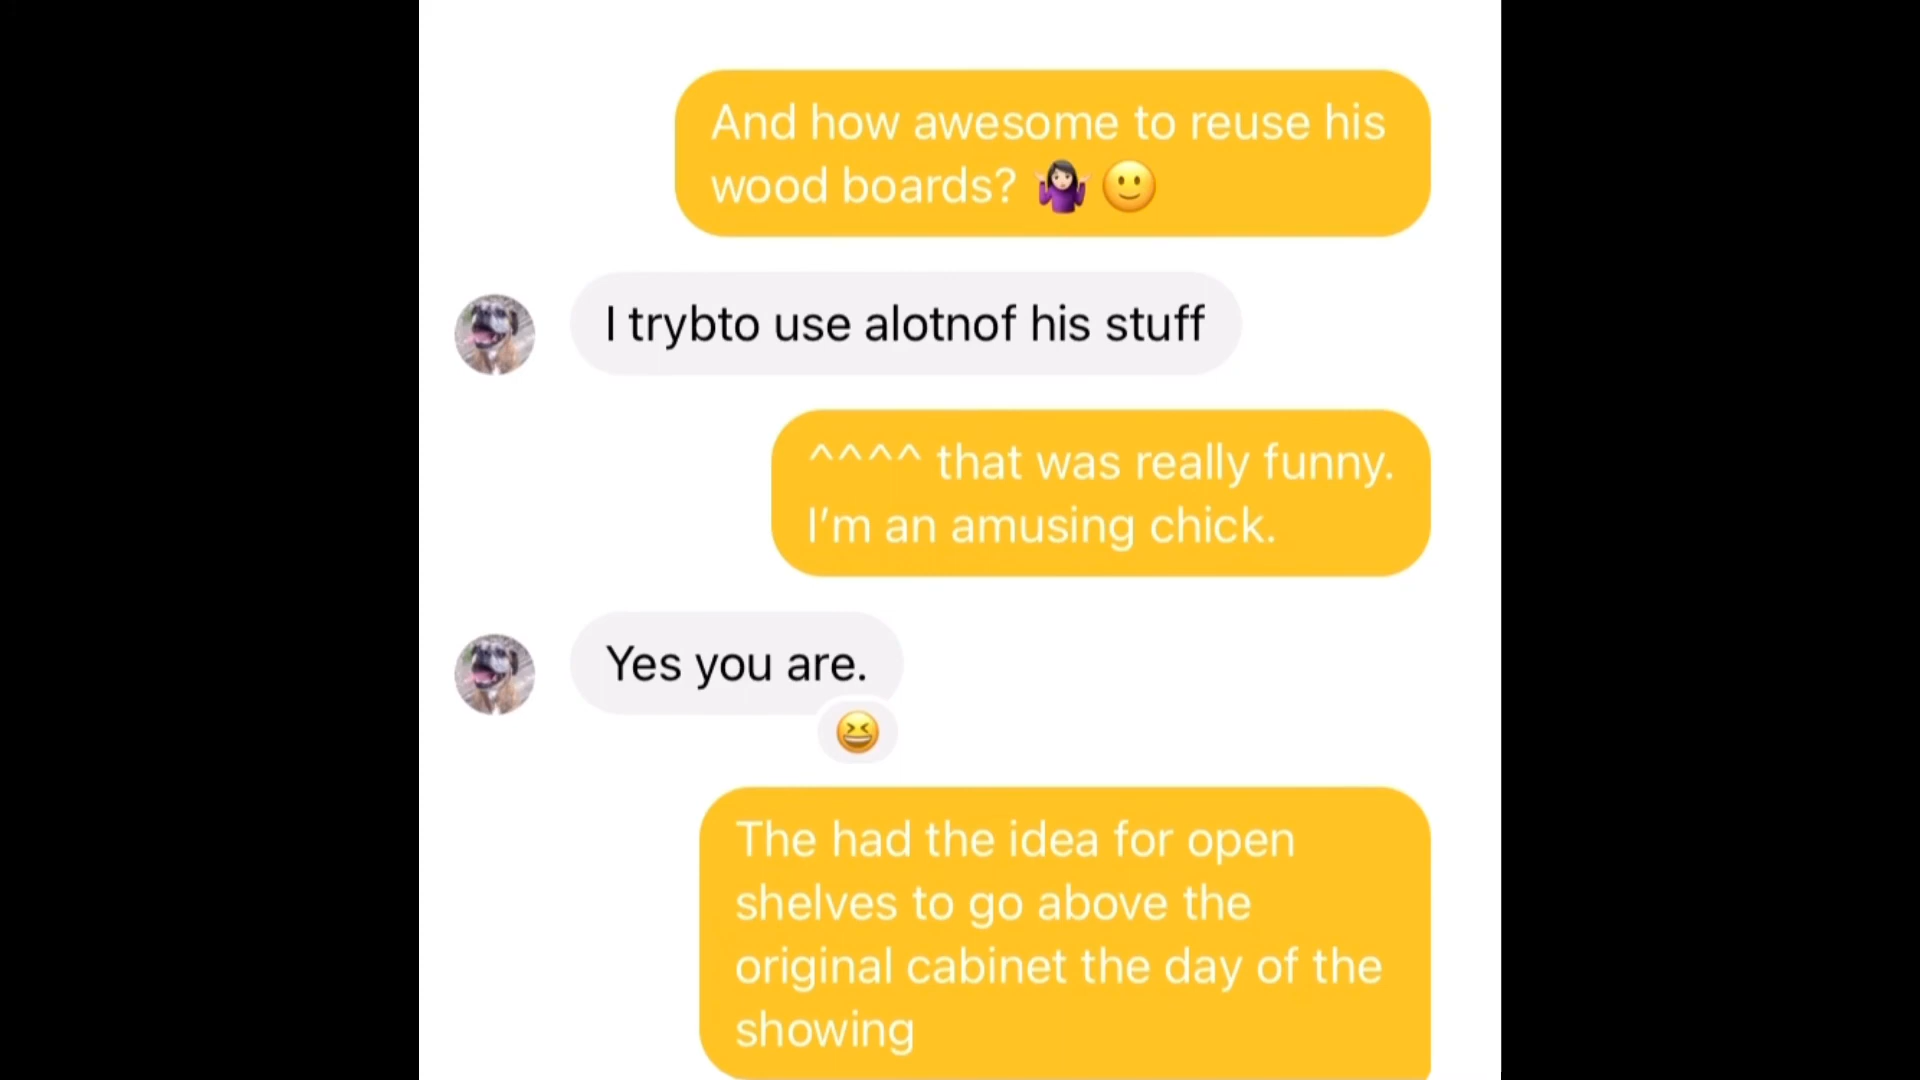 And how awesome to reuse his
wood boards? 🤷🏻‍♀️ 🙂
I trybto use alotnof his stuff
^^^^ that was really funny.
I’m an amusing chick.
Yes you are.
😆
The had the idea for open
shelves to go above the
original cabinet the day of the
showing